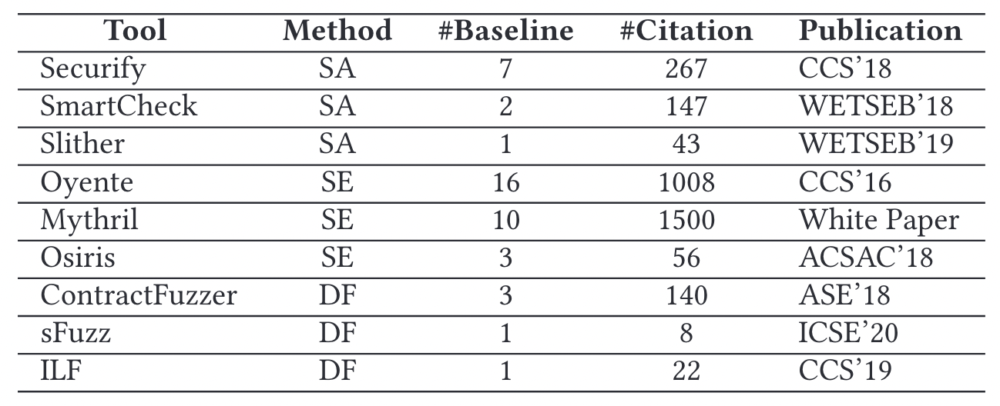 Tool Method #Baseline #Citation Publication
Securify SA 7 267 CCS’18
SmartCheck SA 2 147 WETSEB’18
Slither SA 1 43 WETSEB’19
Oyente SE 16 1008 CCS’16
Mythril SE 10 1500 White Paper
Osiris SE 3 56 ACSAC’18
ContractFuzzer DF 3 140 ASE’18
sFuzz DF 1 8 ICSE’20
ILF DF 1 22 CCS’19